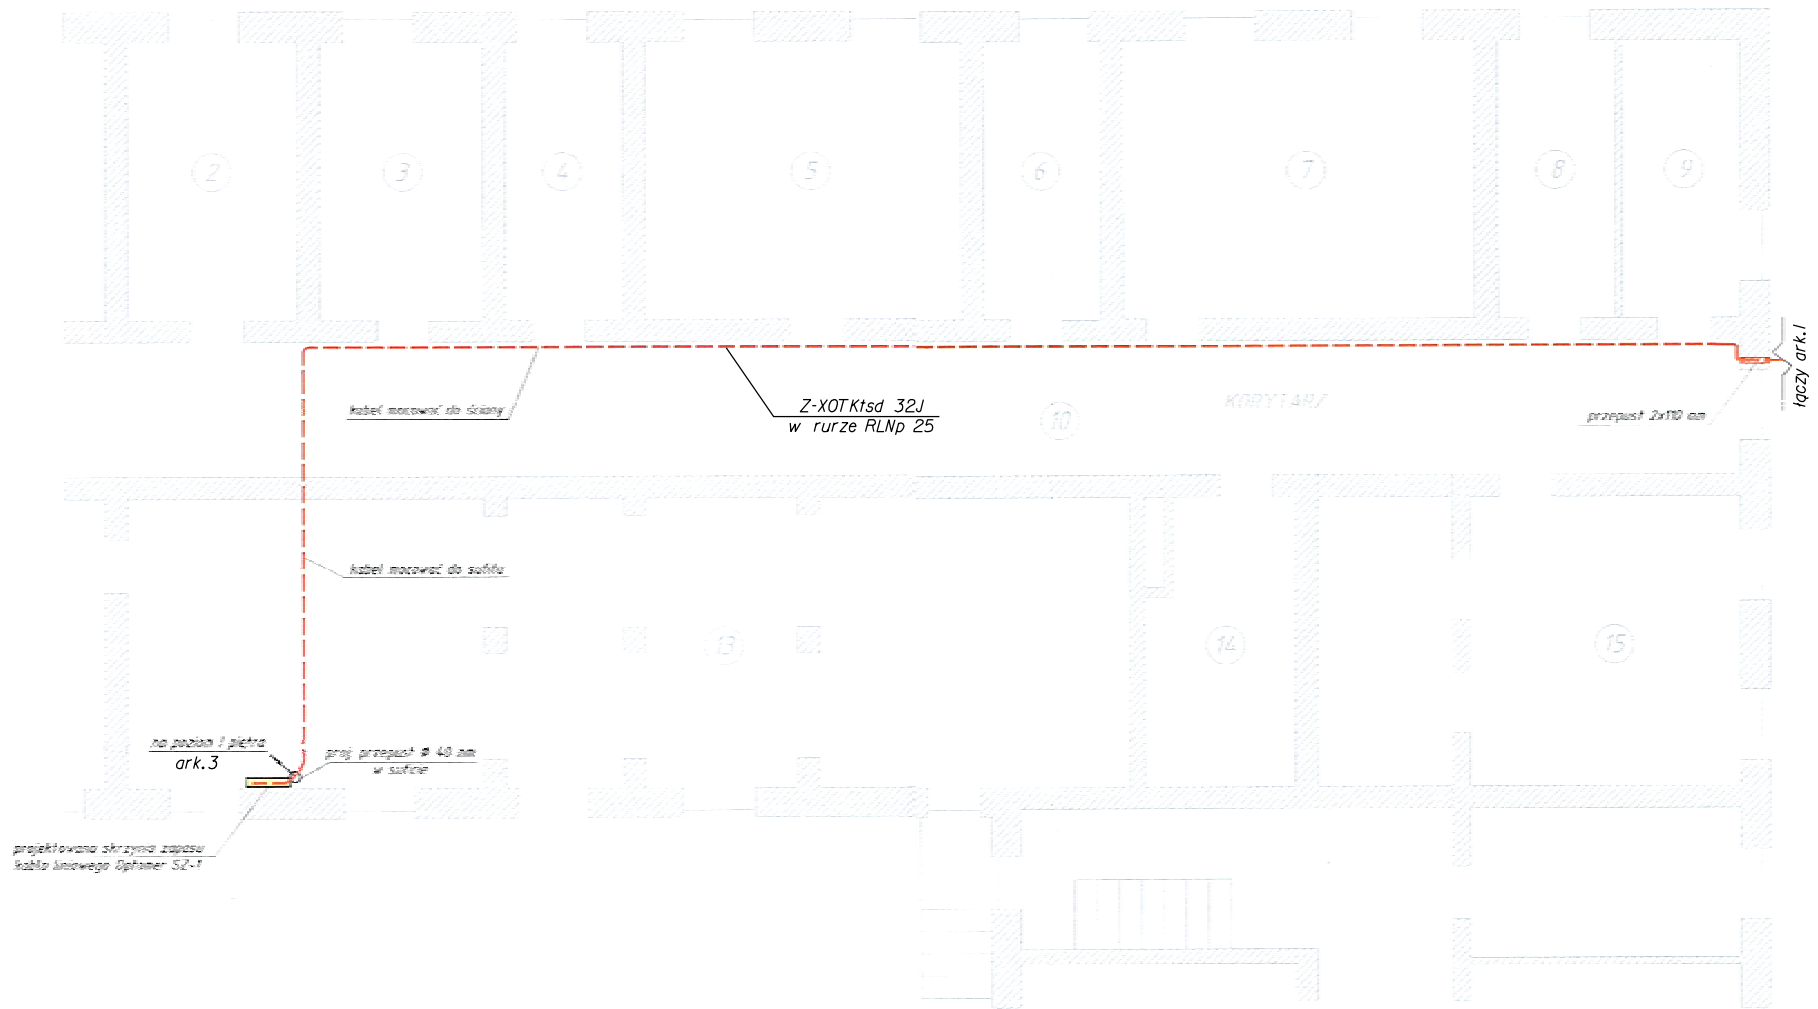 2
3
4
5
6
7
8
9
łączy ark.1
kabel mocować do ściany
Z-XOTKtsd 32J
w rurze RLNp 25
10
KORYTARZ
przepust 2x110 mm
kabel mocować do sufitu
13
14
15
na poziom 1 piętra
ark.3
proj. przepust Φ 40 mm
w suficie
projektowana skrzynia zapasu
kabla liniowego Optomer SZ-1